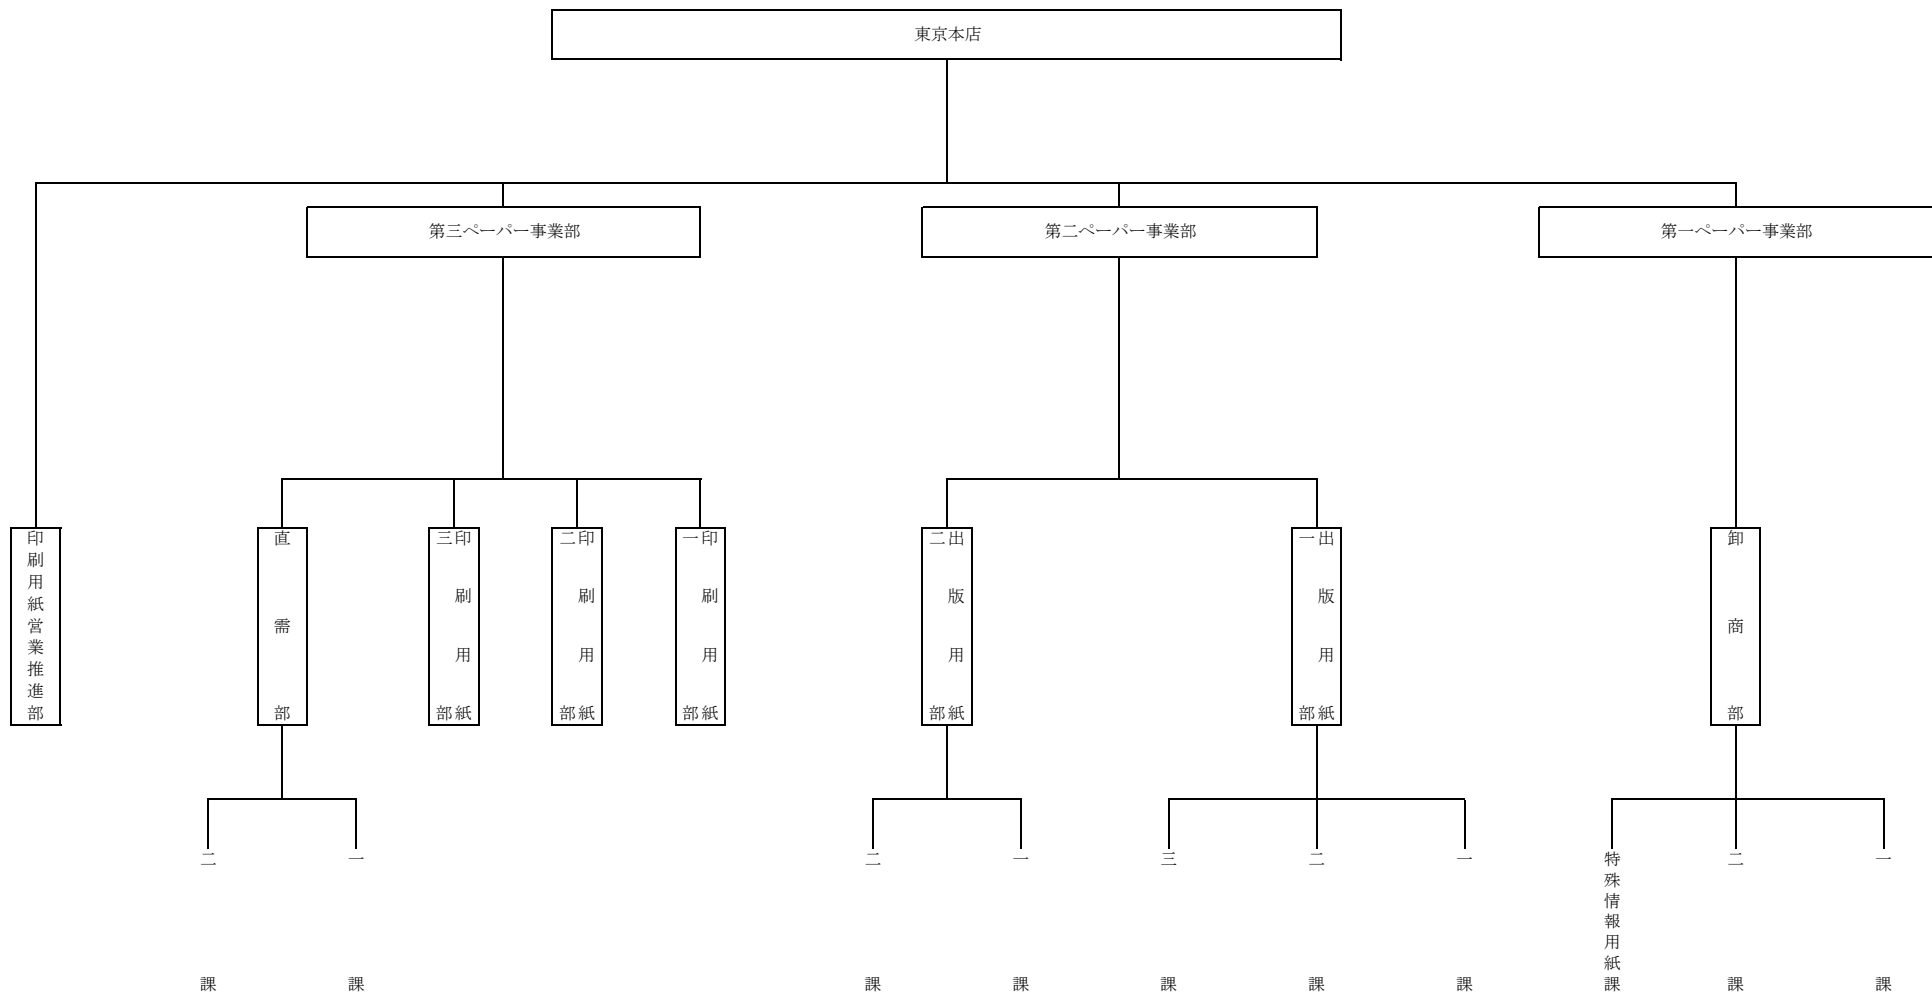 東京本店
第一ペーパー事業部
第二ペーパー事業部
第三ペーパー事業部
卸商部
出版用紙
一部
出版用紙
二部
印刷用紙
一部
印刷用紙
二部
印刷用紙
三部
直需部
印刷用紙営業推進部
一課
二課
特殊情報用紙課
一課
二課
三課
一課
二課
一課
二課